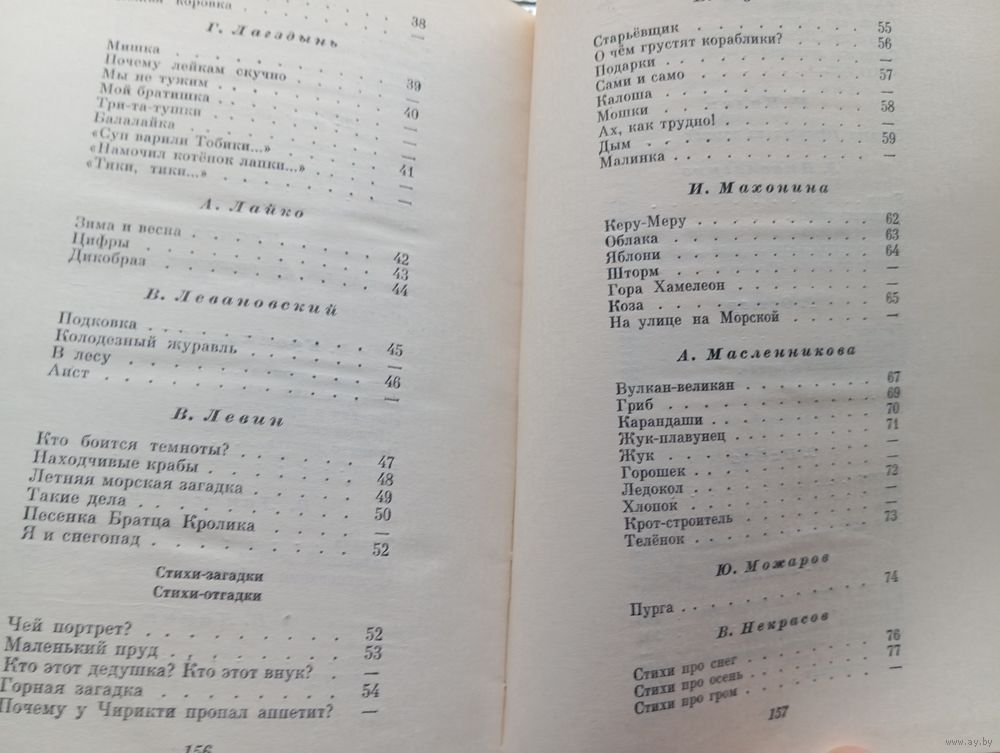 коровка . . . 38
Г. Лагздынь
Мишка . . . —
Почему лейкам скучно . . . 39
Мы не тужим . . . —
Мой братишка . . . 40
Три-та-тушки . . . —
Балалайка . . . —
«Суп варили Тобики...» . . . —
«Намочил котёнок лапки...» . . . 41
«Тики, тики...» . . . —
А. Лайко
Зима и весна . . . 42
Цифры . . . 43
Дикобраз . . . 44
В. Левановский
Подковка . . . 45
Колодезный журавль . . . —
В лесу . . . 46
Аист . . . —
В. Левин
Кто боится темноты? . . . 47
Находчивые крабы . . . 48
Летняя морская загадка . . . 49
Такие дела . . . 50
Песенка Братца Кролика . . . —
Я и снегопад . . . 52
Стихи-загадки
Стихи-отгадки
Чей портрет? . . . 52
Маленький пруд . . . 53
Кто этот дедушка? Кто этот внук? . —
Горная загадка . . . 54
Почему у Чирикти пропал аппетит? —
156
Старьёвщик . . . 55
О чём грустят кораблики? . . . 56
Подарки . . . —
Сами и само . . . 57
Калоша . . . —
Мошки . . . 58
Ах, как трудно! . . . —
Дым . . . 59
Малинка . . . —
И. Махонина
Керу-Меру . . . 62
Облака . . . 63
Яблони . . . 64
Шторм . . . —
Гора Хамелеон . . . —
Коза . . . 65
На улице на Морской . . . —
А. Масленникова
Вулкан-великан . . . 67
Гриб . . . 69
Карандаши . . . 70
Жук-плавунец . . . 71
Жук . . . —
Горошек . . . —
Ледокол . . . 72
Хлопок . . . —
Крот-строитель . . . —
Телёнок . . . 73
Ю. Можаров
Пурга . . . 74
В. Некрасов
Стихи про снег . . . 76
Стихи про осень . . . 77
Стихи про гром . . . —
157
www.ay.by